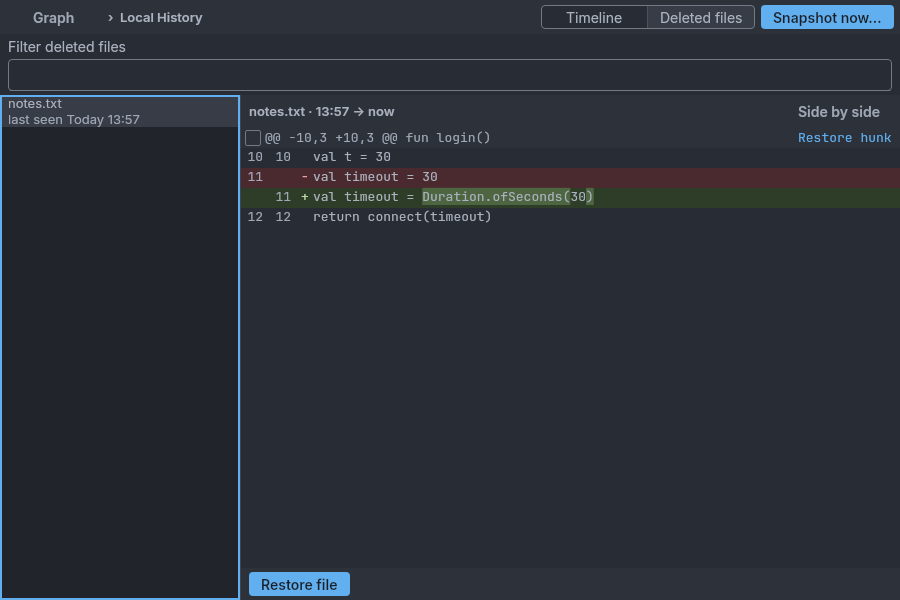 Graph › Local History Timeline Deleted files Snapshot now...
Filter deleted files
notes.txt
last seen Today 13:57
notes.txt · 13:57 → now Side by side
@@ -10,3 +10,3 @@ fun login() Restore hunk
10 10 val t = 30
11 - val timeout = 30
11 + val timeout = Duration.ofSeconds(30)
12 12 return connect(timeout)
Restore file